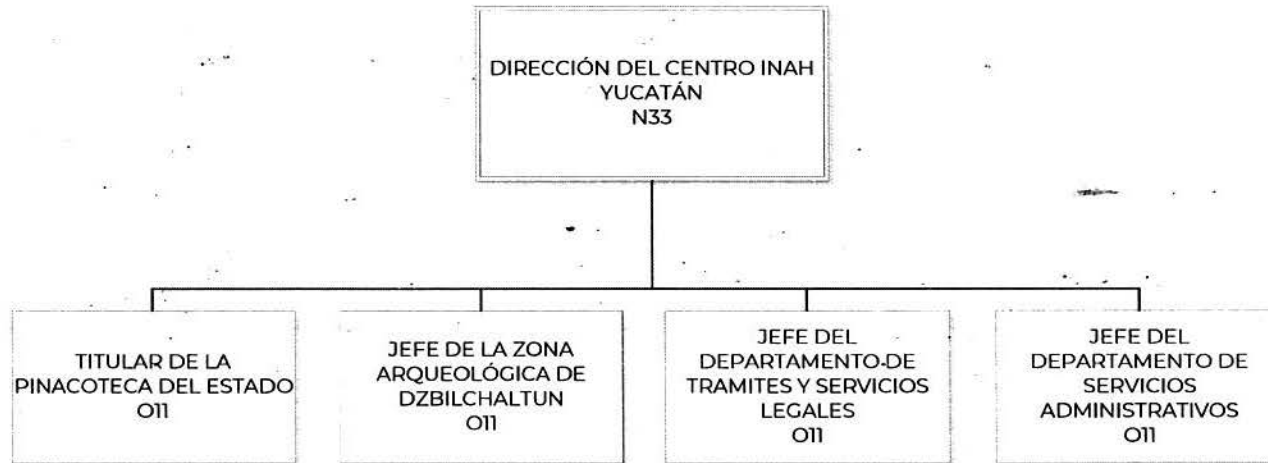 DIRECCIÓN DEL CENTRO INAH
YUCATÁN
N33
TITULAR DE LA
PINACOTECA DEL ESTADO
O11
JEFE DE LA ZONA
ARQUEOLÓGICA DE
DZBILCHALTUN
O11
JEFE DEL
DEPARTAMENTO DE
TRAMITES Y SERVICIOS
LEGALES
O11
JEFE DEL
DEPARTAMENTO DE
SERVICIOS
ADMINISTRATIVOS
O11